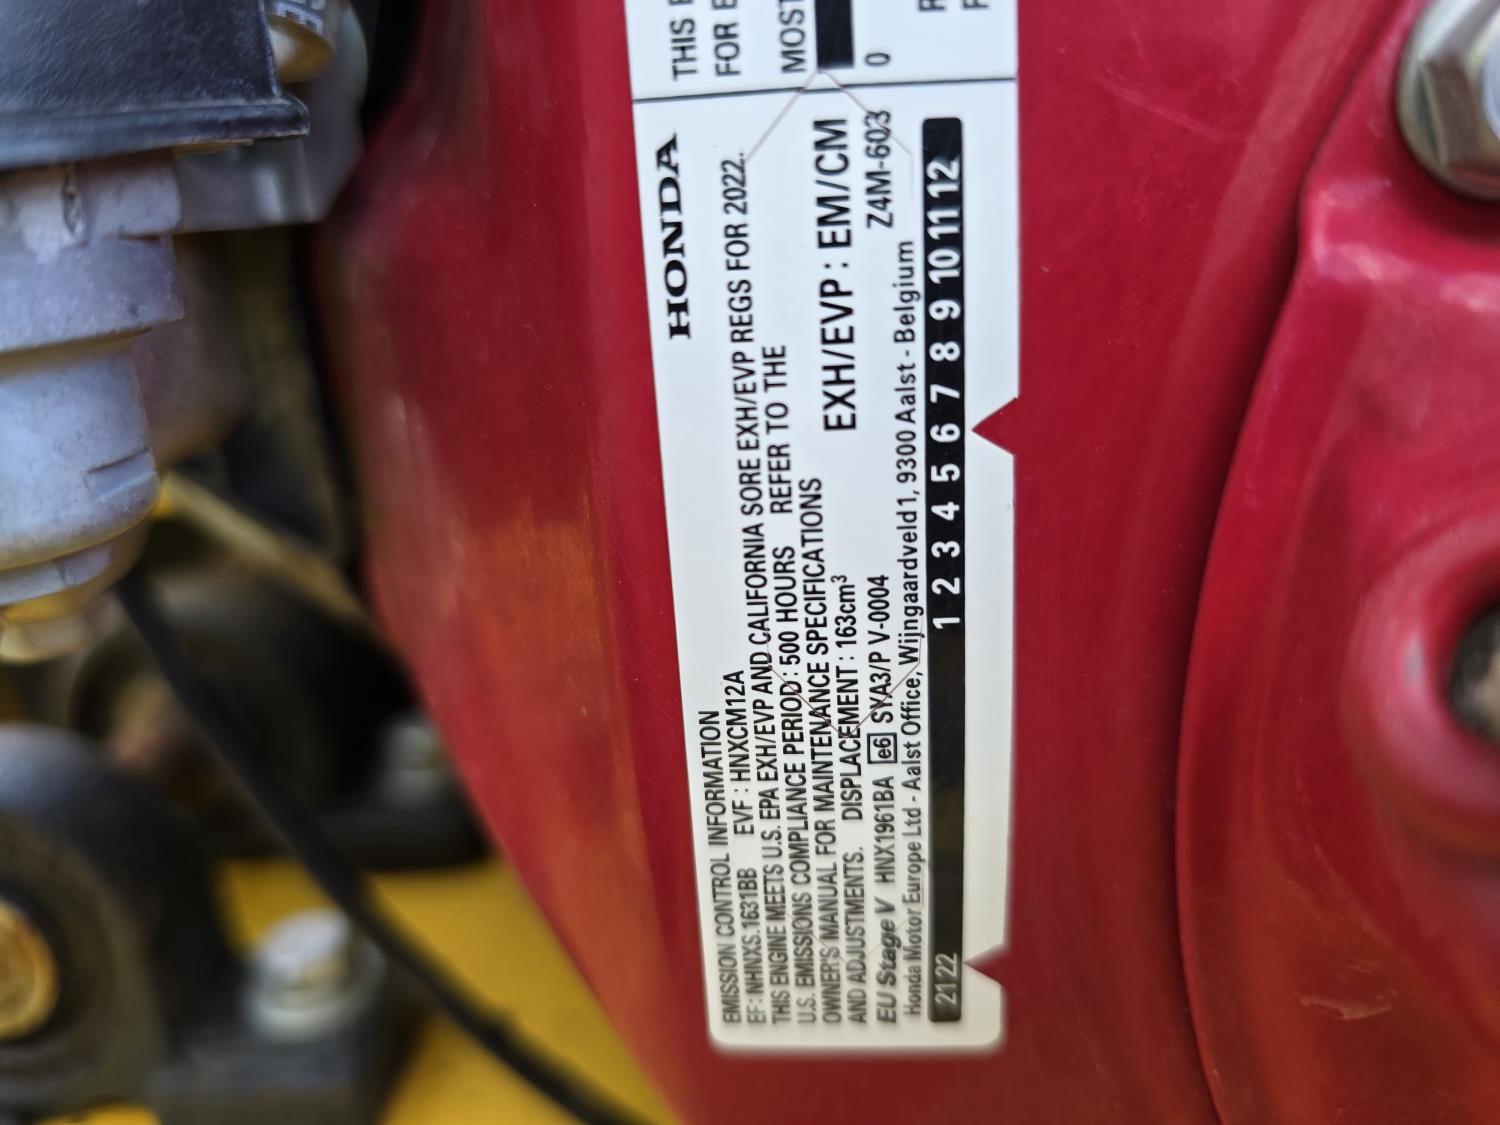 HONDA
EMISSION CONTROL INFORMATION
EF : NHNXS.1631BB EVF : HNXCM12A
THIS ENGINE MEETS U.S. EPA EXH/EVP AND CALIFORNIA SORE EXH/EVP REGS FOR 2022.
U.S. EMISSIONS COMPLIANCE PERIOD : 500 HOURS REFER TO THE
OWNER'S MANUAL FOR MAINTENANCE SPECIFICATIONS
AND ADJUSTMENTS. DISPLACEMENT : 163cm³ EXH/EVP : EM/CM
EU Stage V HNX1961BA e6 SYA3/P V-0004 Z4M-603
Honda Motor Europe Ltd - Aalst Office, Wijngaardveld 1, 9300 Aalst - Belgium
21 22 1 2 3 4 5 6 7 8 9 10 11 12
THIS
FOR
MOST
0